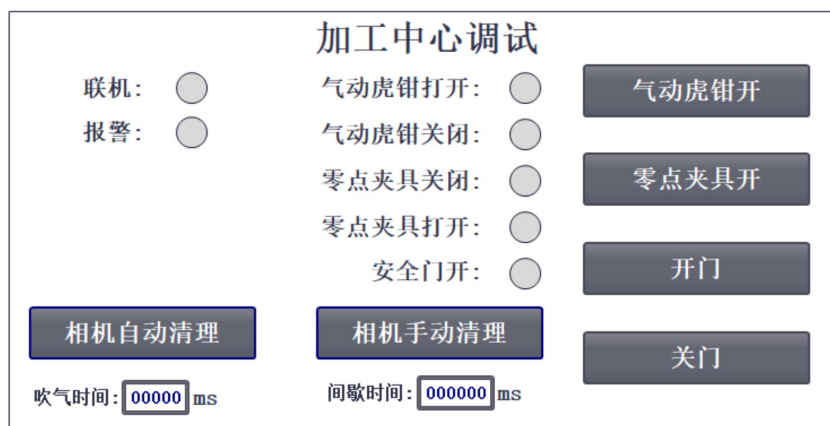 加工中心调试
联机:
气动虎钳打开:
气动虎钳开
报警:
气动虎钳关闭:
零点夹具关闭:
零点夹具开
零点夹具打开:
安全门开:
开门
相机自动清理
相机手动清理
关门
吹气时间: 00000 ms
间歇时间: 000000 ms